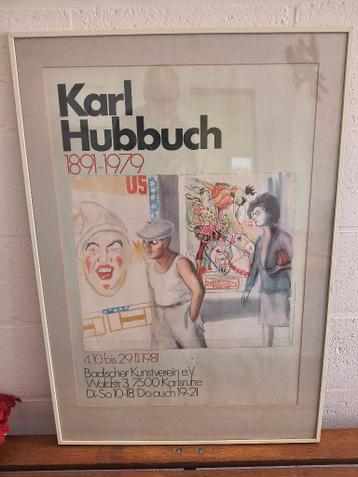 Karl
Hubbuch
1891-1979
US
4.10 bis 29.11.1981
Badischer Kunstverein e.V.
Waldstr. 3, 7500 Karlsruhe
Di-So 10-18, Do auch 19-21